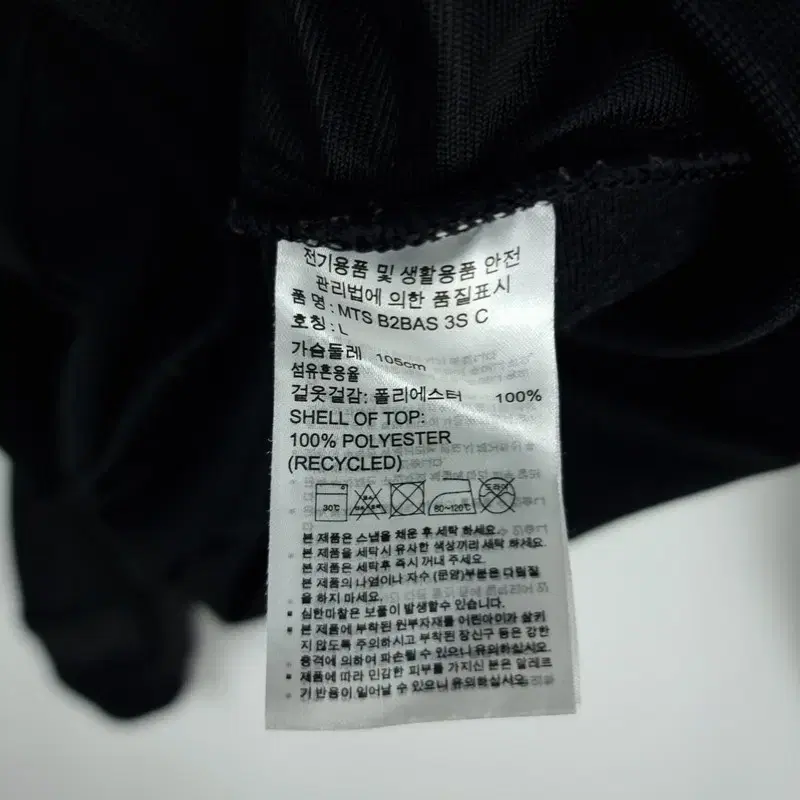 전기용품 및 생활용품 안전
관리법에 의한 품질표시
품 명 : MTS B2BAS 3S C
호칭 : L
가슴둘레 105cm
섬유혼용율
겉옷겉감: 폴리에스터 100%
SHELL OF TOP:
100% POLYESTER
(RECYCLED)
30℃ 80~120℃ 드라이
본 제품은 스냅을 채운 후 세탁 하세요.
본 제품을 세탁시 유사한 색상끼리 세탁 하세요.
본 제품은 세탁후 즉시 꺼내 주세요.
본 제품의 나염이나 자수 (문양)부분은 다림질
을 하지 마세요.
심한마찰은 보풀이 발생할수 있습니다.
본 제품에 부착된 원부자재를 어린아이가 삼키
지 않도록 주의하시고 부착된 장신구 등은 강한
충격에 의하여 파손될 수 있으니 유의하십시요.
제품에 따라 민감한 피부를 가지신 분은 알레르
기 반응이 일어날 수 있으니 유의하십시요.